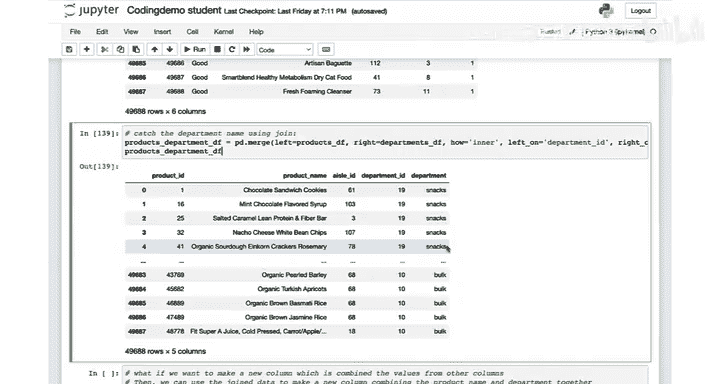 jupyter Codingdemo student Last Checkpoint: Last Friday at 7:11 PM (autosaved)
Logout
File Edit View Insert Cell Kernel Help
Run Code
49685 49686 Good Artisan Baguette 112 3 1
49686 49687 Good Smartblend Healthy Metabolism Dry Cat Food 41 8 1
49687 49688 Good Fresh Foaming Cleanser 73 11 1
49688 rows × 6 columns
In [139]: # catch the department name using join:
products_department_df = pd.merge(left=products_df, right=departments_df, how='inner', left_on='department_id', right_o
products_department_df
Out[139]:
product_id product_name aisle_id department_id department
0 1 Chocolate Sandwich Cookies 61 19 snacks
1 16 Mint Chocolate Flavored Syrup 103 19 snacks
2 25 Salted Caramel Lean Protein & Fiber Bar 3 19 snacks
3 32 Nacho Cheese White Bean Chips 107 19 snacks
4 41 Organic Sourdough Einkorn Crackers Rosemary 78 19 snacks
... ... ... ... ... ...
49683 43769 Organic Pearled Barley 68 10 bulk
49684 45682 Organic Turkish Apricots 68 10 bulk
49685 46889 Organic Brown Basmati Rice 68 10 bulk
49686 47489 Organic Brown Jasmine Rice 68 10 bulk
49687 48778 Fit Super A Juice, Cold Pressed, Carrot/Apple/... 18 10 bulk
49688 rows × 5 columns
In [ ]: # what if we want to make a new column which is combined the values from other columns
# Then, we can use the joined data to make a new column combining the product name and department together